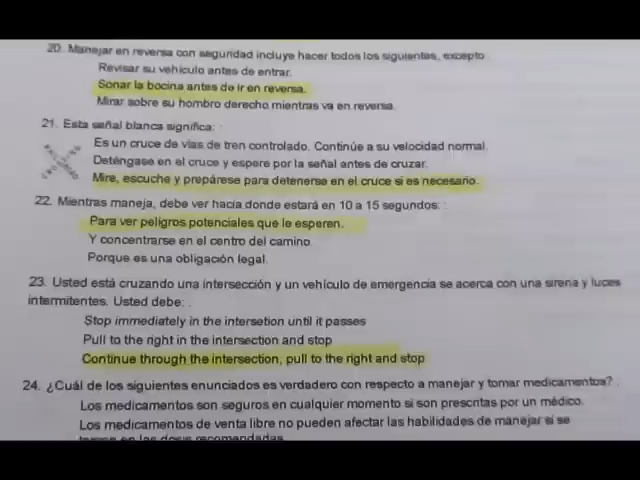 20. Manejar en reversa con seguridad incluye hacer todos los siguientes, excepto
Revisar su vehículo antes de entrar.
Sonar la bocina antes de ir en reversa.
Mirar sobre su hombro derecho mientras va en reversa.
21. Esta señal blanca significa:
Es un cruce de vías de tren controlado. Continúe a su velocidad normal.
Deténgase en el cruce y espere por la señal antes de cruzar.
Mire, escuche y prepárese para detenerse en el cruce si es necesario.
22. Mientras maneja, debe ver hacía donde estará en 10 a 15 segundos:
Para ver peligros potenciales que le esperen.
Y concentrarse en el centro del camino.
Porque es una obligación legal.
23. Usted está cruzando una intersección y un vehículo de emergencia se acerca con una sirena y luces
intermitentes. Usted debe:
Stop immediately in the intersetion until it passes
Pull to the right in the intersection and stop
Continue through the intersection, pull to the right and stop
24. ¿Cuál de los siguientes enunciados es verdadero con respecto a manejar y tomar medicamentos?
Los medicamentos son seguros en cualquier momento si son prescritas por un médico.
Los medicamentos de venta libre no pueden afectar las habilidades de manejar si se
toman en las dosis recomendadas